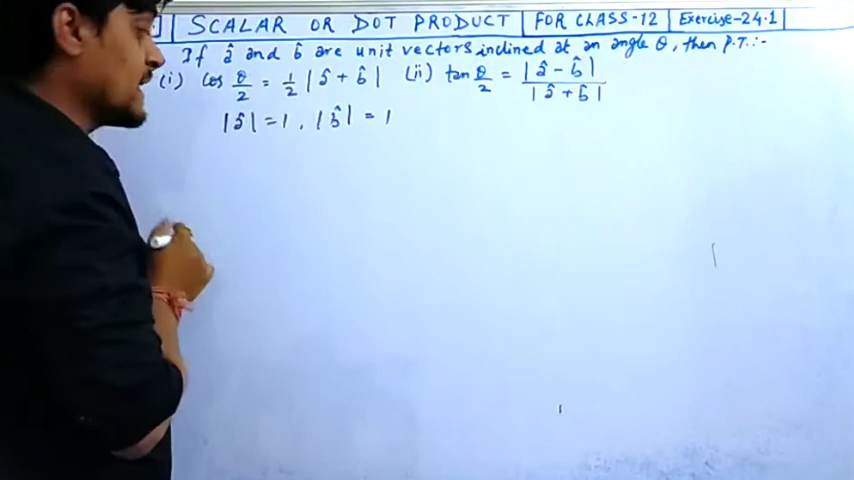 ] SCALAR OR DOT PRODUCT | FOR CLASS-12 | Exercise-24.1
If â and b̂ are unit vectors inclined at an angle θ, then P.T.:-
(i) cos θ/2 = 1/2 |â + b̂| (ii) tan θ/2 = |â - b̂| / |â + b̂|
|â| = 1, |b̂| = 1